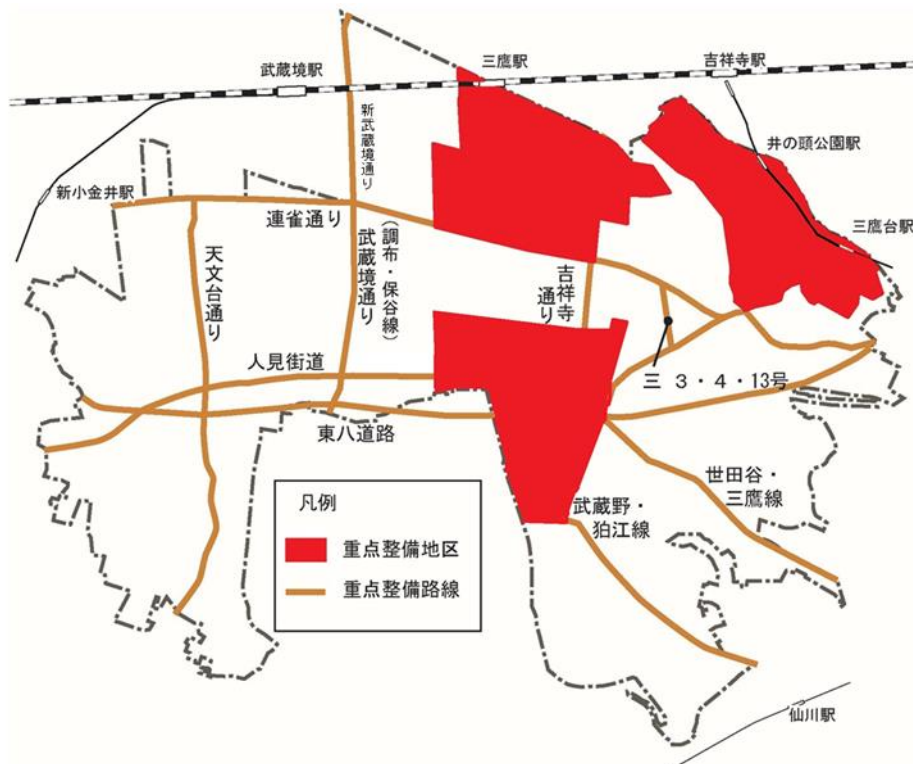 武蔵境駅
三鷹駅
吉祥寺駅
新武蔵境通り
井の頭公園駅
新小金井駅
三鷹台駅
連雀通り
天文台通り
武蔵境通り
（調布・保谷線）
吉祥寺
通り
人見街道
三 3・4・13号
東八道路
世田谷・
三鷹線
武蔵野・
狛江線
凡例
重点整備地区
重点整備路線
仙川駅